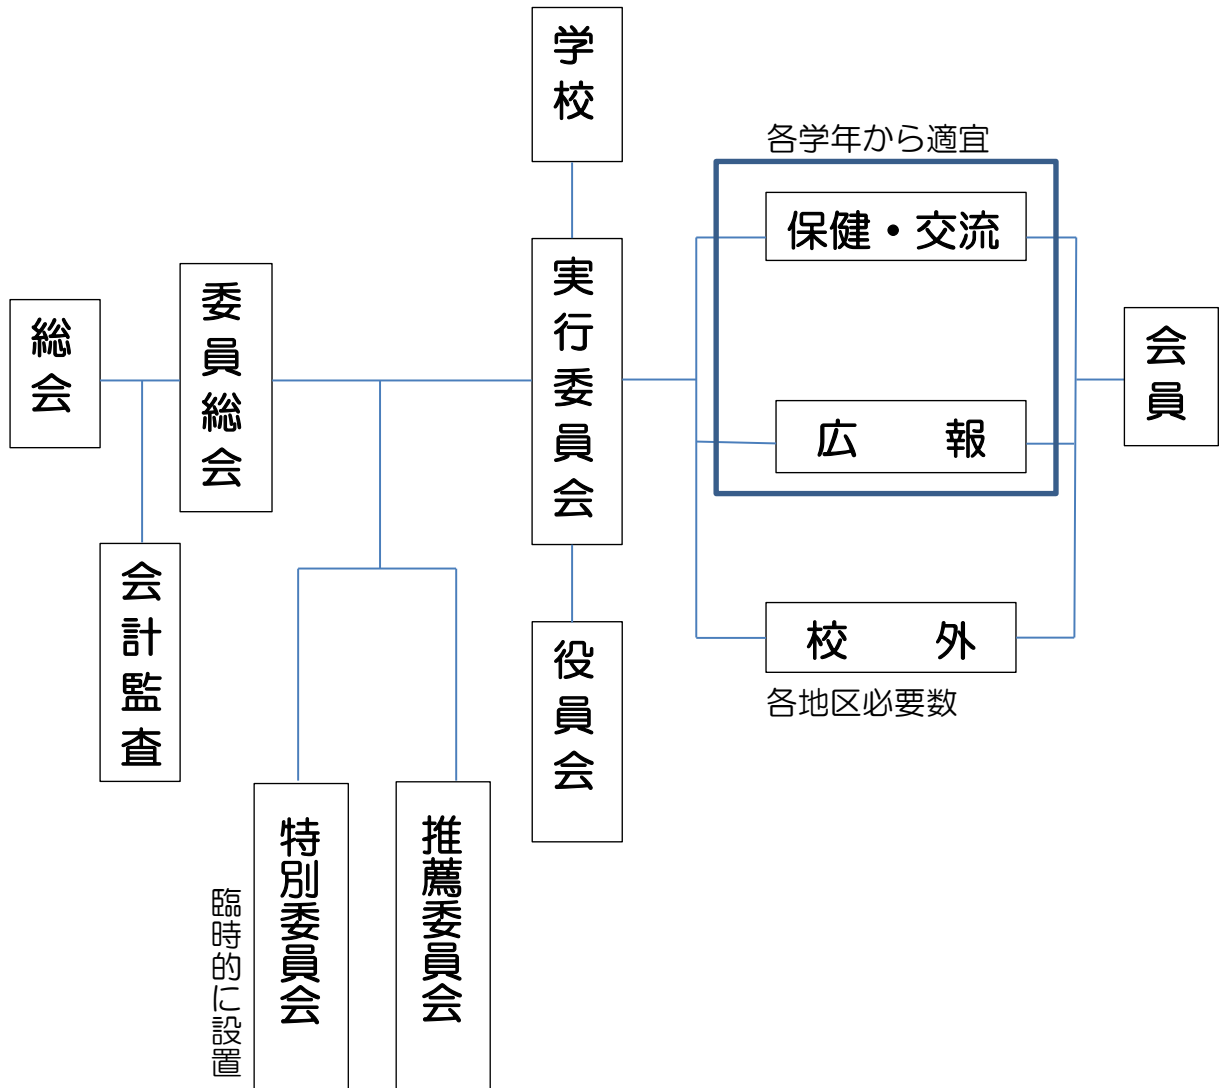 学校
各学年から適宜
保健・交流
実行委員会
委員総会
総会
会員
広　報
会計監査
校　外
役員会
各地区必要数
特別委員会
推薦委員会
臨時的に設置